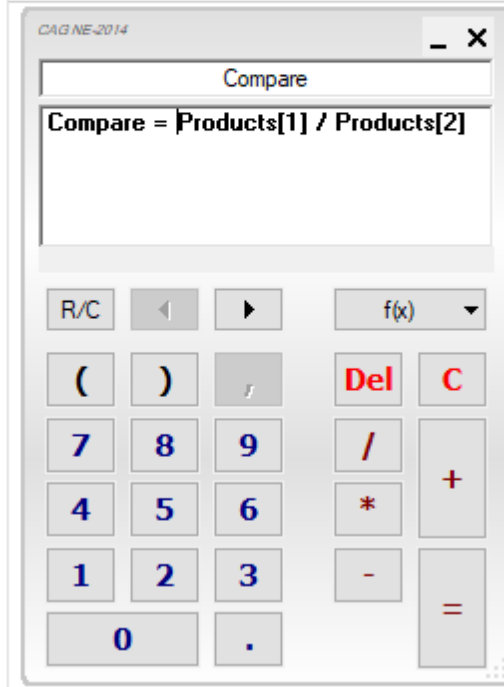 CAG NE-2014
Compare
Compare = Products[1] / Products[2]
R/C
f(x)
( ) , Del C
7 8 9 / +
4 5 6 *
1 2 3 - =
0 .